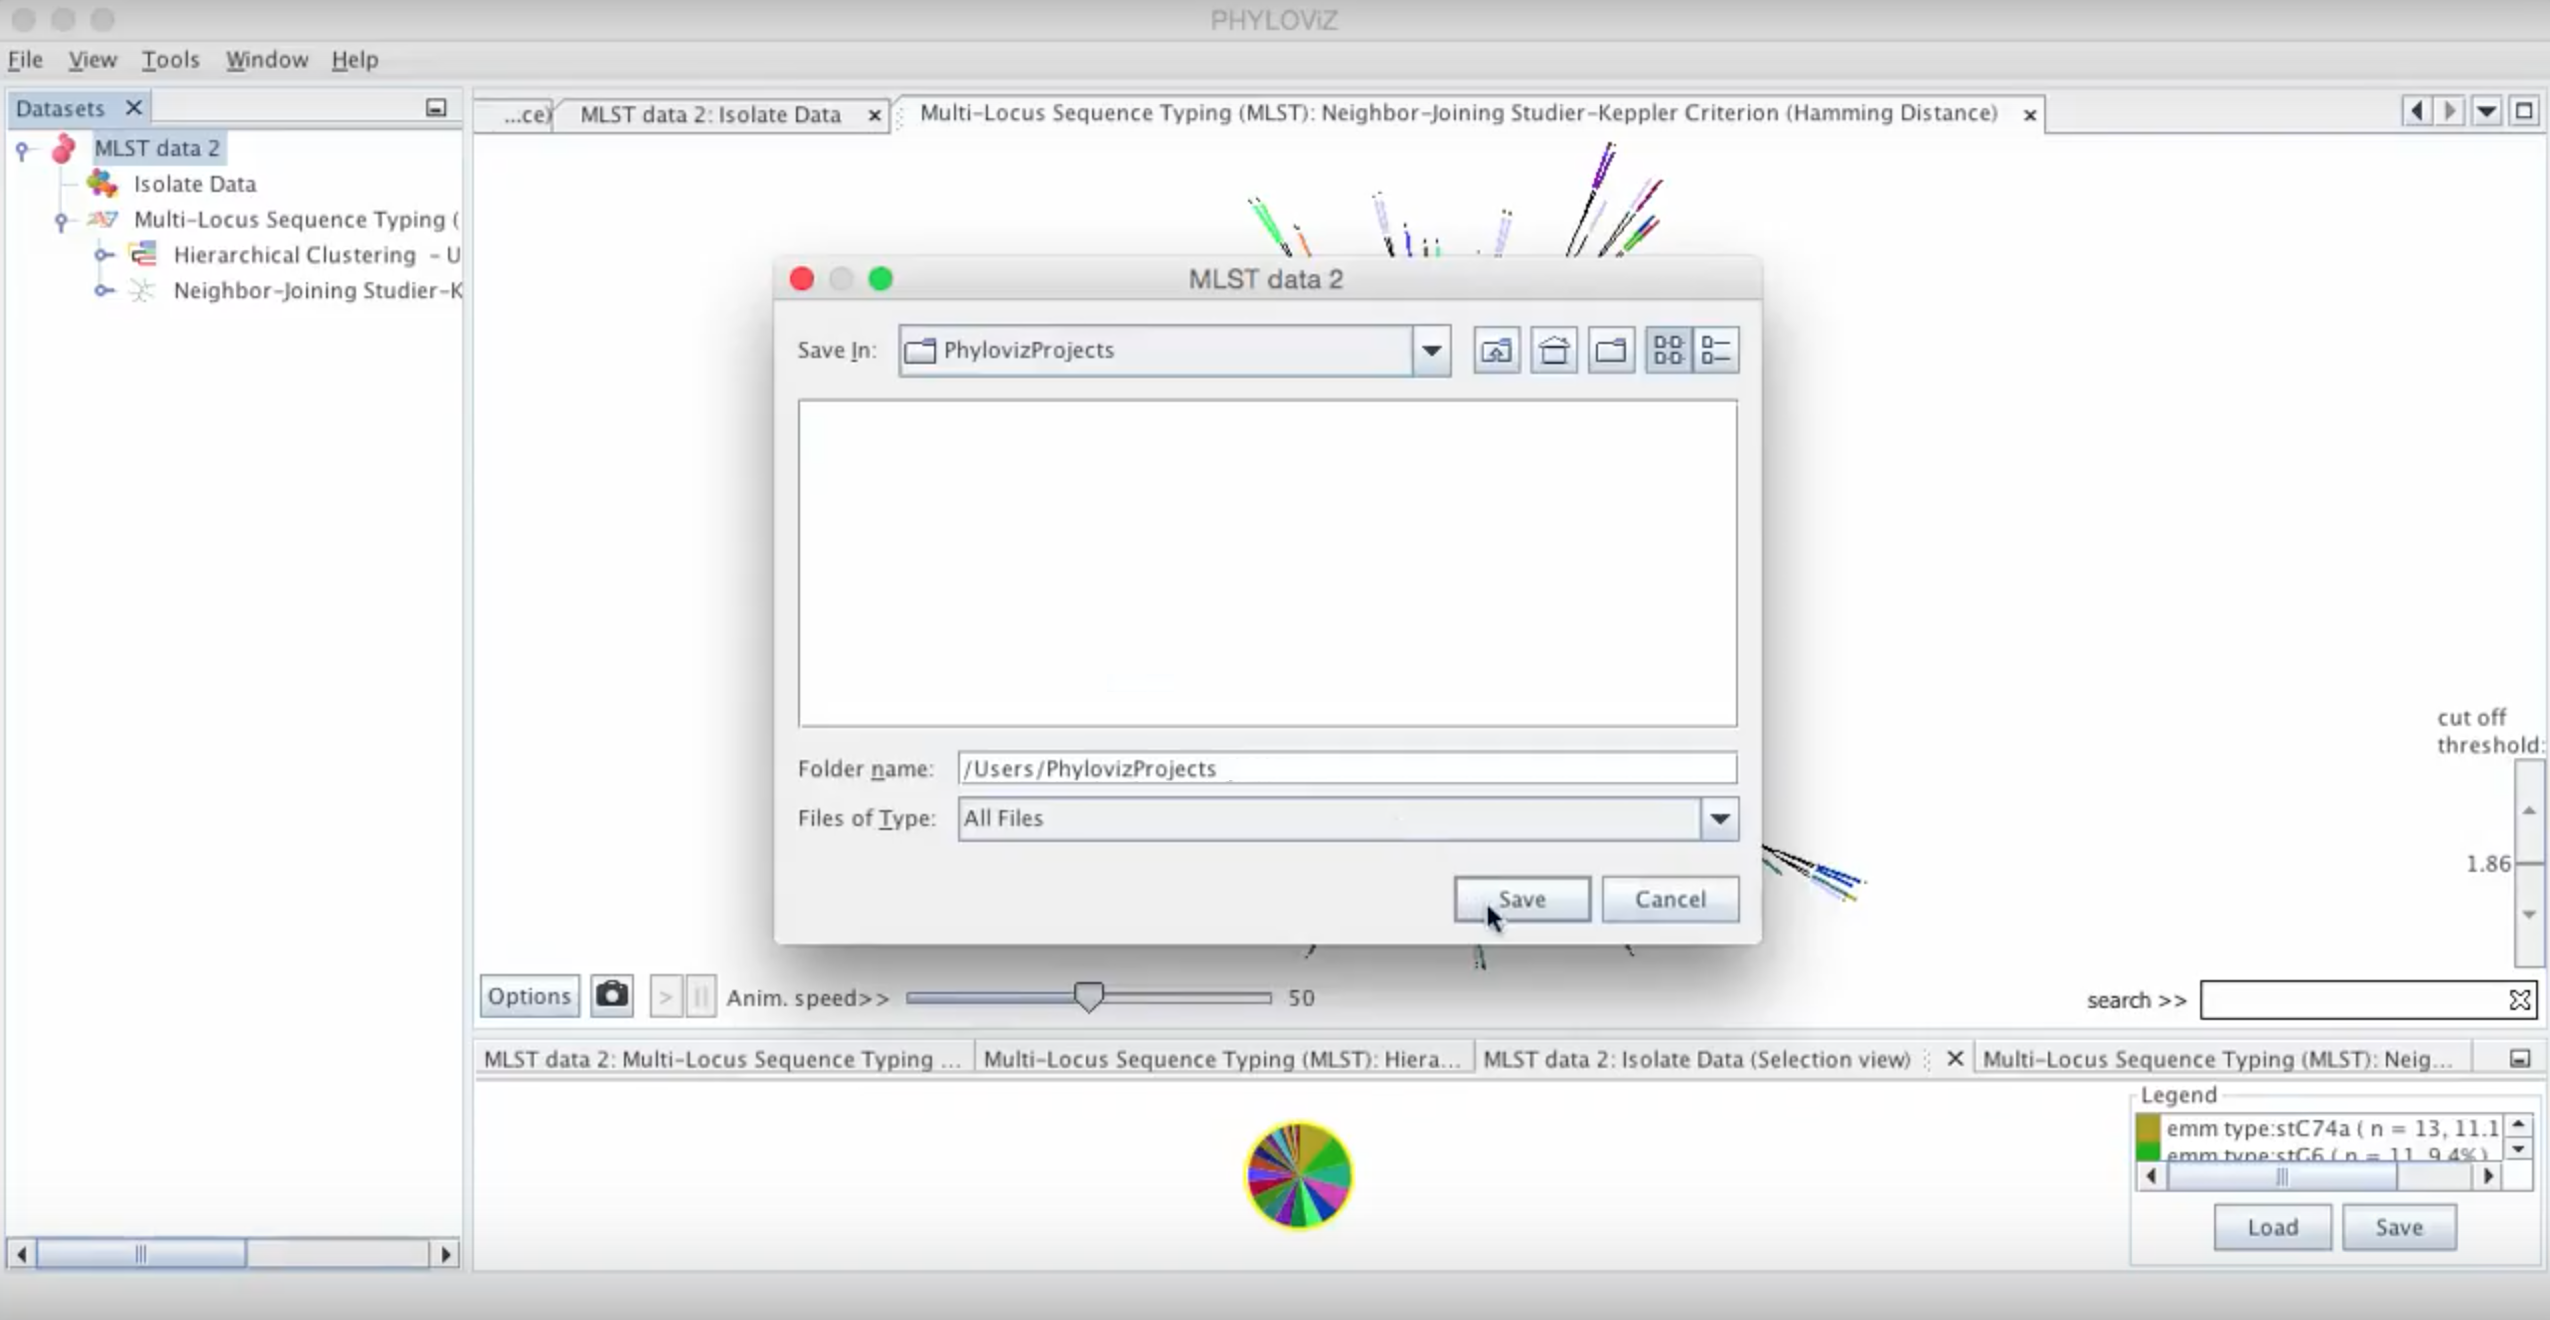 PHYLOViZ
File View Tools Window Help
Datasets
...ce)
MLST data 2: Isolate Data
Multi-Locus Sequence Typing (MLST): Neighbor-Joining Studier-Keppler Criterion (Hamming Distance)
MLST data 2
Isolate Data
Multi-Locus Sequence Typing (
Hierarchical Clustering - U
Neighbor-Joining Studier-K
MLST data 2
Save In:
PhylovizProjects
Folder name:
/Users/PhylovizProjects
Files of Type:
All Files
Save
Cancel
cut off
threshold:
1.86
Options
>
Anim. speed>>
50
search >>
MLST data 2: Multi-Locus Sequence Typing ...
Multi-Locus Sequence Typing (MLST): Hiera...
MLST data 2: Isolate Data (Selection view)
Multi-Locus Sequence Typing (MLST): Neig...
Legend
emm type:stC74a ( n = 13, 11.1
emm type:stG6 ( n = 11, 9.4%)
Load
Save